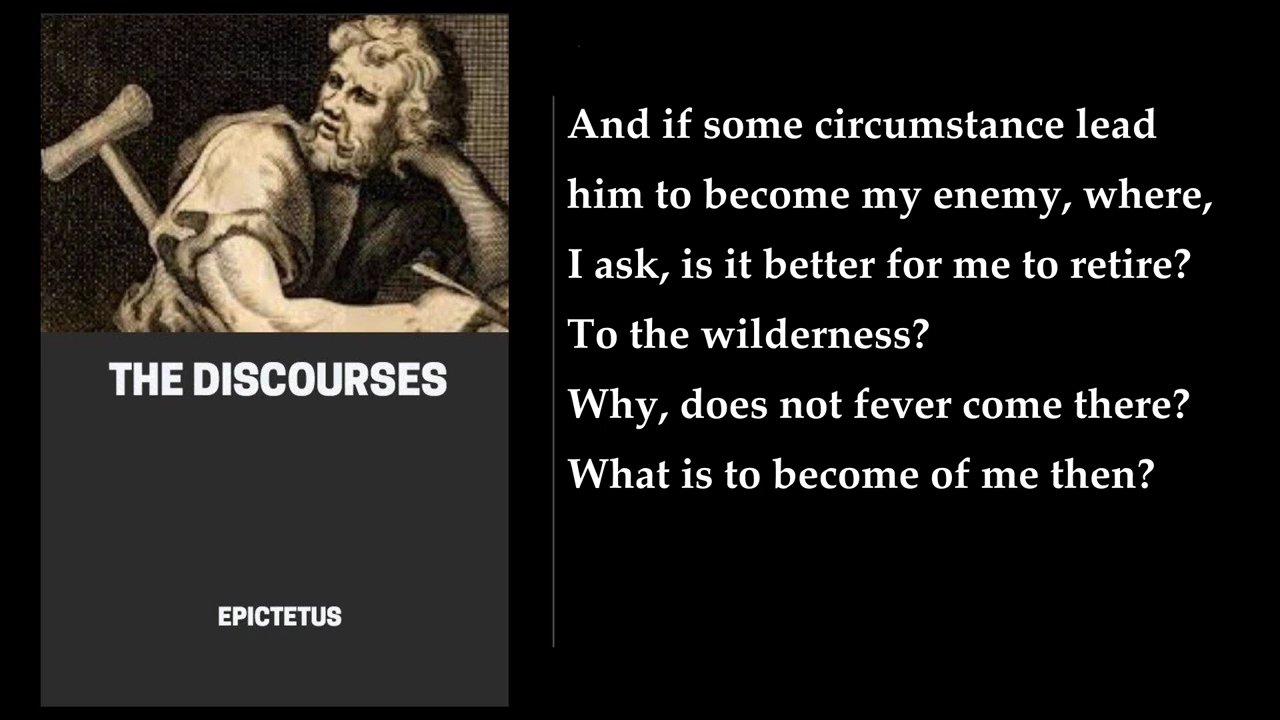 THE DISCOURSES
EPICTETUS
And if some circumstance lead
him to become my enemy, where,
I ask, is it better for me to retire?
To the wilderness?
Why, does not fever come there?
What is to become of me then?